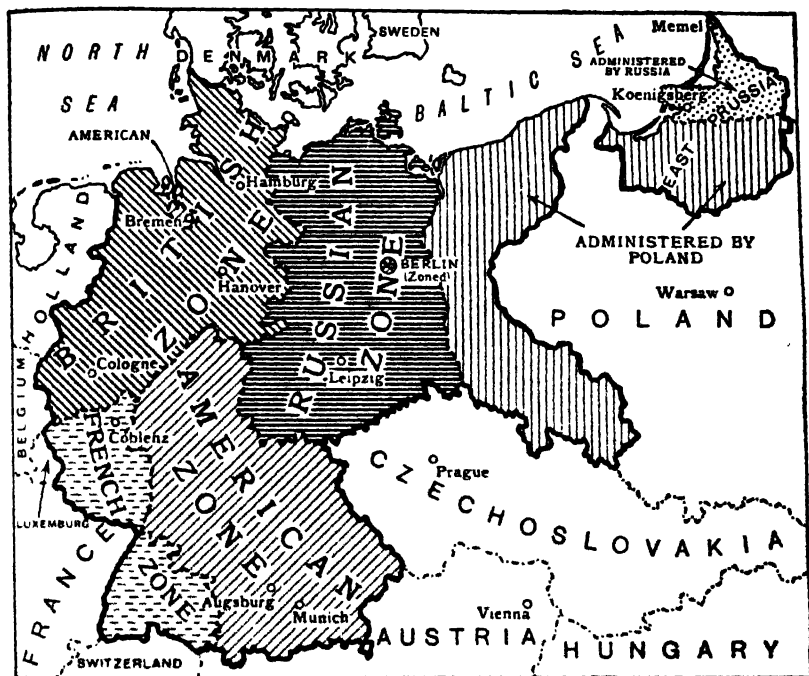 NORTH
SEA
DENMARK
SWEDEN
BALTIC SEA
Memel
ADMINISTERED
BY RUSSIA
Koenigsberg
EAST PRUSSIA
AMERICAN
Hamburg
Bremen
BRITISH
ZONE
Hanover
Cologne
HOLLAND
BELGIUM
RUSSIAN
ZONE
BERLIN
(Zoned)
Leipzig
ADMINISTERED BY
POLAND
Warsaw
POLAND
FRENCH
Coblenz
ZONE
LUXEMBURG
FRANCE
AMERICAN
ZONE
Augsburg
Munich
Prague
CZECHOSLOVAKIA
Vienna
AUSTRIA
HUNGARY
SWITZERLAND